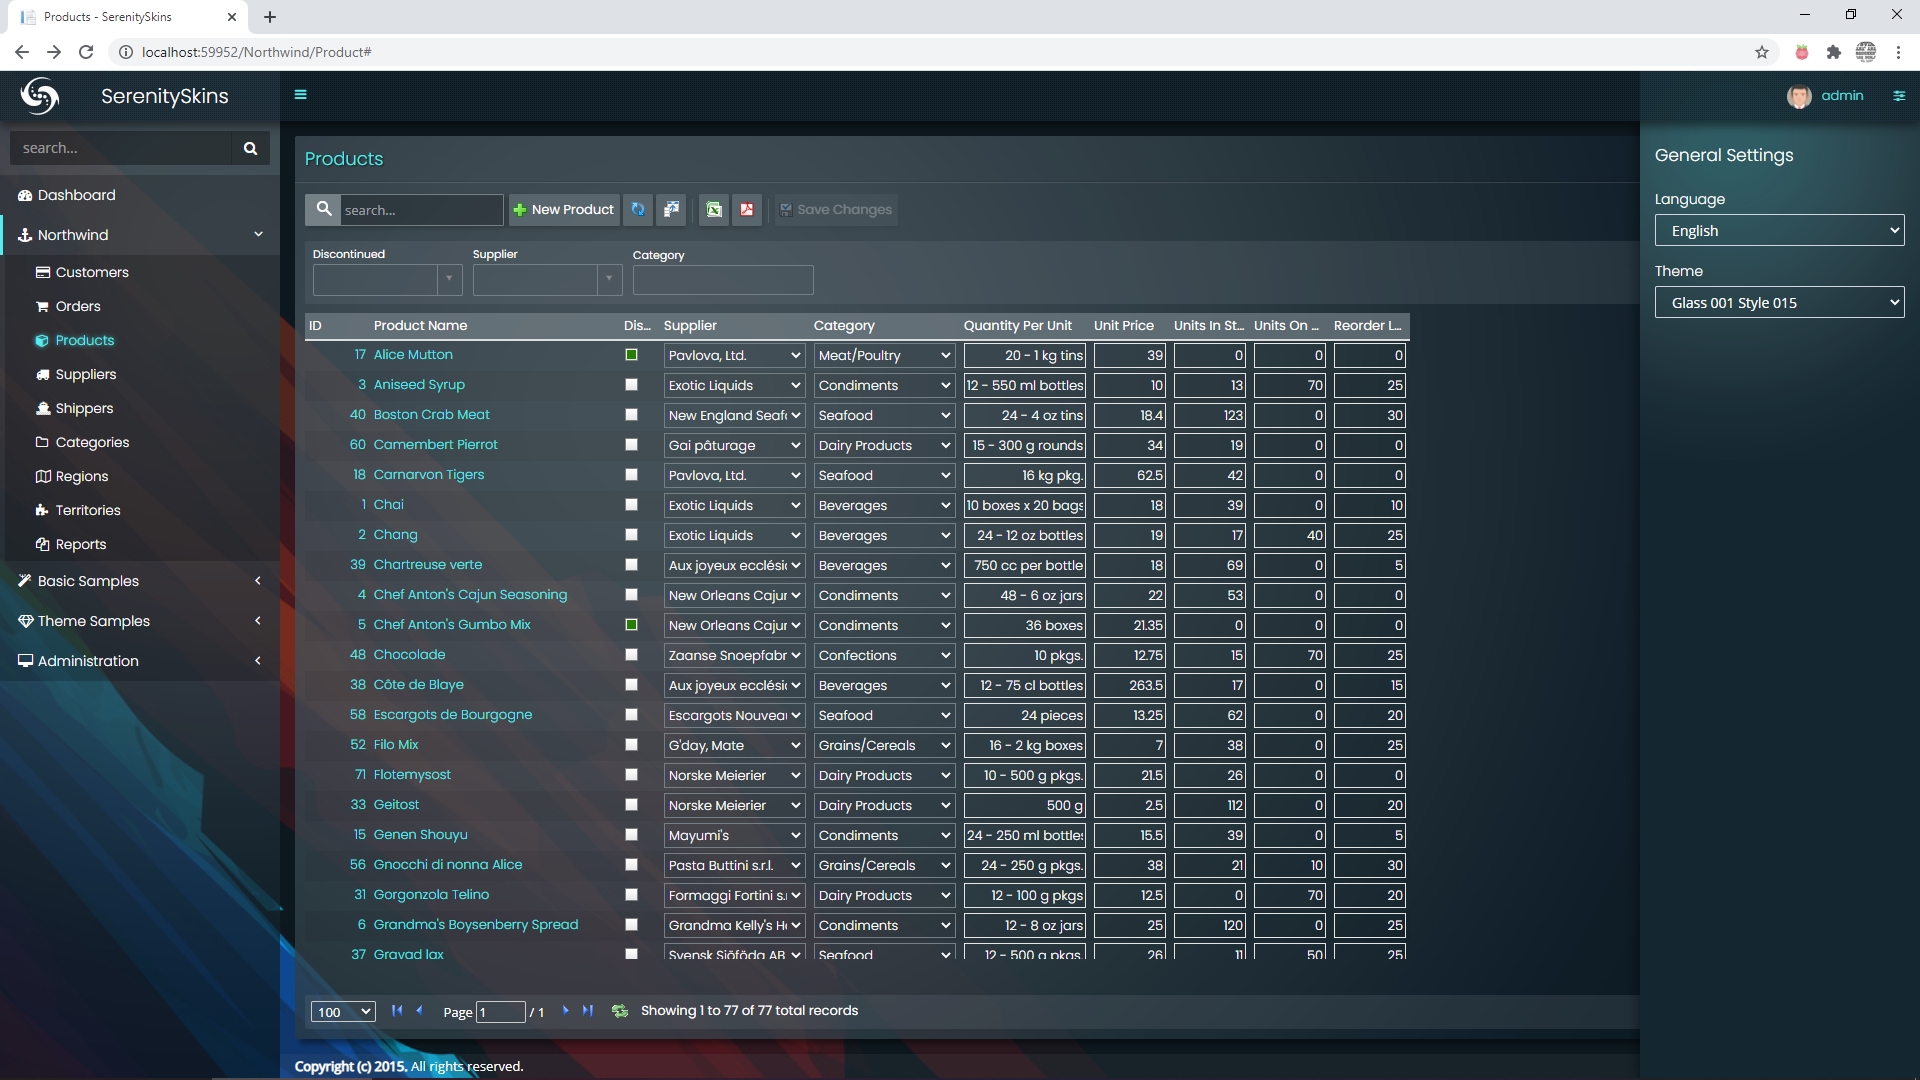 Products - SerenitySkins
localhost:59952/Northwind/Product#
SerenitySkins
admin
search...
Dashboard
Northwind
Customers
Orders
Products
Suppliers
Shippers
Categories
Regions
Territories
Reports
Basic Samples
Theme Samples
Administration
Products
search... New Product Save Changes
Discontinued Supplier Category
ID Product Name Dis... Supplier Category Quantity Per Unit Unit Price Units In St... Units On ... Reorder L...
17 Alice Mutton Pavlova, Ltd. Meat/Poultry 20 - 1 kg tins 39 0 0 0
3 Aniseed Syrup Exotic Liquids Condiments 12 - 550 ml bottles 10 13 70 25
40 Boston Crab Meat New England Seaf Seafood 24 - 4 oz tins 18.4 123 0 30
60 Camembert Pierrot Gai pâturage Dairy Products 15 - 300 g rounds 34 19 0 0
18 Carnarvon Tigers Pavlova, Ltd. Seafood 16 kg pkg. 62.5 42 0 0
1 Chai Exotic Liquids Beverages 10 boxes x 20 bags 18 39 0 10
2 Chang Exotic Liquids Beverages 24 - 12 oz bottles 19 17 40 25
39 Chartreuse verte Aux joyeux ecclési Beverages 750 cc per bottle 18 69 0 5
4 Chef Anton's Cajun Seasoning New Orleans Cajur Condiments 48 - 6 oz jars 22 53 0 0
5 Chef Anton's Gumbo Mix New Orleans Cajur Condiments 36 boxes 21.35 0 0 0
48 Chocolade Zaanse Snoepfabr Confections 10 pkgs. 12.75 15 70 25
38 Côte de Blaye Aux joyeux ecclési Beverages 12 - 75 cl bottles 263.5 17 0 15
58 Escargots de Bourgogne Escargots Nouveau Seafood 24 pieces 13.25 62 0 20
52 Filo Mix G'day, Mate Grains/Cereals 16 - 2 kg boxes 7 38 0 25
71 Flotemysost Norske Meierier Dairy Products 10 - 500 g pkgs. 21.5 26 0 0
33 Geitost Norske Meierier Dairy Products 500 g 2.5 112 0 20
15 Genen Shouyu Mayumi's Condiments 24 - 250 ml bottles 15.5 39 0 5
56 Gnocchi di nonna Alice Pasta Buttini s.r.l. Grains/Cereals 24 - 250 g pkgs. 38 21 10 30
31 Gorgonzola Telino Formaggi Fortini s. Dairy Products 12 - 100 g pkgs 12.5 0 70 20
6 Grandma's Boysenberry Spread Grandma Kelly's H Condiments 12 - 8 oz jars 25 120 0 25
37 Gravad lax Svensk Sjöföda AB Seafood 12 - 500 g pkgs. 26 11 50 25
100 Page 1 / 1 Showing 1 to 77 of 77 total records
Copyright (c) 2015. All rights reserved.
General Settings
Language
English
Theme
Glass 001 Style 015